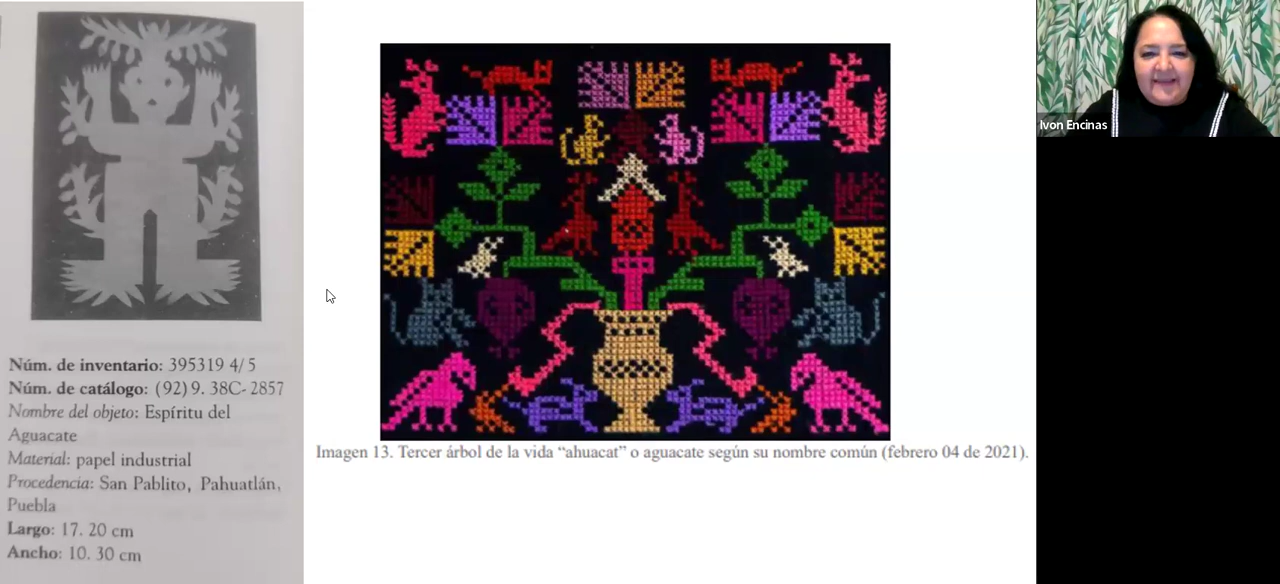 Núm. de inventario: 395319 4/5
Núm. de catálogo: (92)9. 38C-2857
Nombre del objeto: Espíritu del
Aguacate
Material: papel industrial
Procedencia: San Pablito, Pahuatlán,
Puebla
Largo: 17. 20 cm
Ancho: 10. 30 cm
Imagen 13. Tercer árbol de la vida “ahuacat” o aguacate según su nombre común (febrero 04 de 2021).
Ivon Encinas